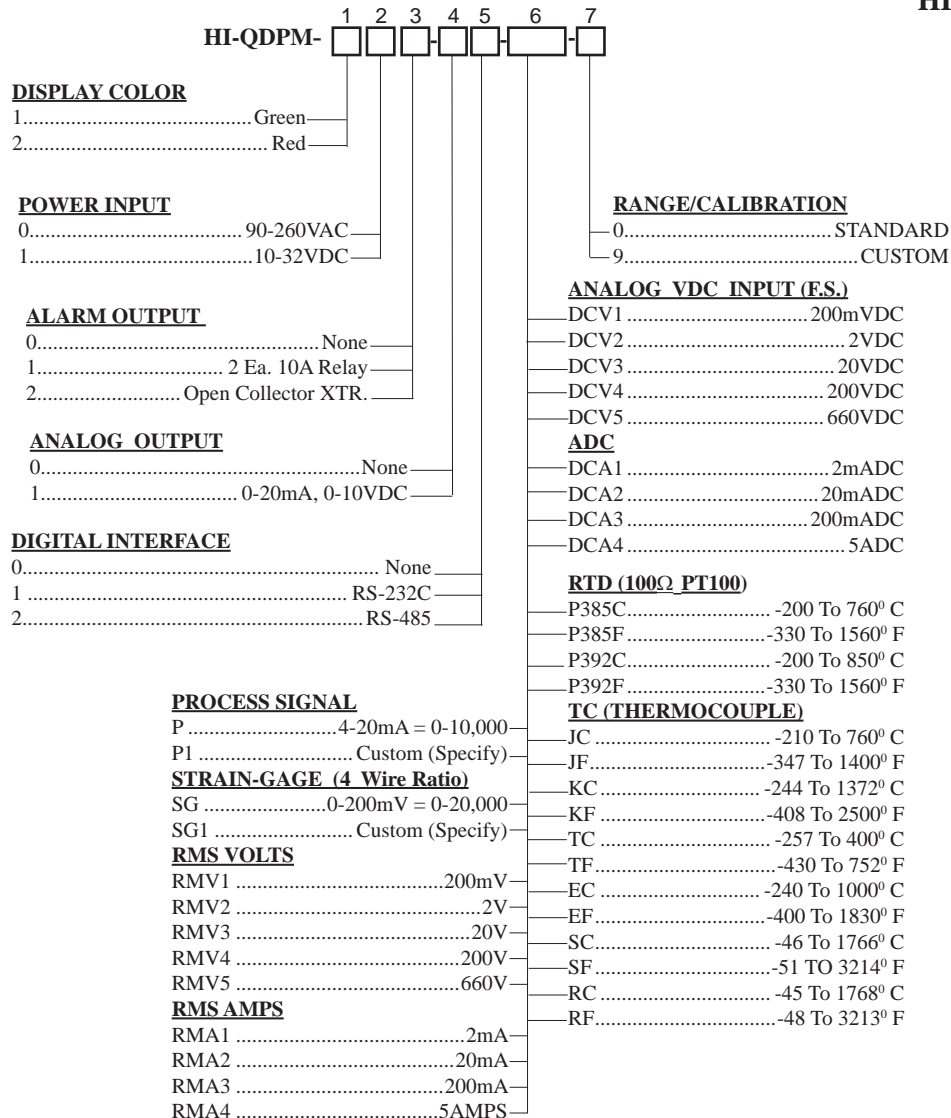 HI
1 2 3 4 5 6 7
HI-QDPM- - - -
DISPLAY COLOR
1............................................Green
2.............................................. Red
POWER INPUT
0........................................90-260VAC
1...........................................10-32VDC
ALARM OUTPUT
0.....................................................None
1................................... 2 Ea. 10A Relay
2...........................Open Collector XTR.
ANALOG OUTPUT
0............................................................None
1..................................... 0-20mA, 0-10VDC
DIGITAL INTERFACE
0.................................................................... None
1 ............................................................ RS-232C
2................................................................ RS-485
PROCESS SIGNAL
P ............................4-20mA = 0-10,000
P1 .......................... Custom (Specify)
STRAIN-GAGE (4 Wire Ratio)
SG .......................0-200mV = 0-20,000
SG1 .......................... Custom (Specify)
RMS VOLTS
RMV1 .......................................200mV
RMV2 ..............................................2V
RMV3 ............................................20V
RMV4 ..........................................200V
RMV5 ..........................................660V
RMS AMPS
RMA1 ...........................................2mA
RMA2 .........................................20mA
RMA3 .......................................200mA
RMA4 .......................................5AMPS
RANGE/CALIBRATION
0.......................................STANDARD
9............................................CUSTOM
ANALOG VDC INPUT (F.S.)
DCV1 ...................................200mVDC
DCV2 ..........................................2VDC
DCV3 ........................................20VDC
DCV4 ..................................... 200VDC
DCV5 ..................................... 660VDC
ADC
DCA1 .......................................2mADC
DCA2 .....................................20mADC
DCA3 ...................................200mADC
DCA4 ......................................... 5ADC
RTD (100Ω PT100)
P385C........................... -200 To 760⁰ C
P385F..........................-330 To 1560⁰ F
P392C........................... -200 To 850⁰ C
P392F..........................-330 To 1560⁰ F
TC (THERMOCOUPLE)
JC ................................. -210 To 760⁰ C
JF................................-347 To 1400⁰ F
KC ...............................-244 To 1372⁰ C
KF ...............................-408 To 2500⁰ F
TC ................................ -257 To 400⁰ C
TF..................................-430 To 752⁰ F
EC ...............................-240 To 1000⁰ C
EF ...............................-400 To 1830⁰ F
SC ................................. -46 To 1766⁰ C
SF .................................-51 TO 3214⁰ F
RC ................................. -45 To 1768⁰ C
RF..................................-48 To 3213⁰ F